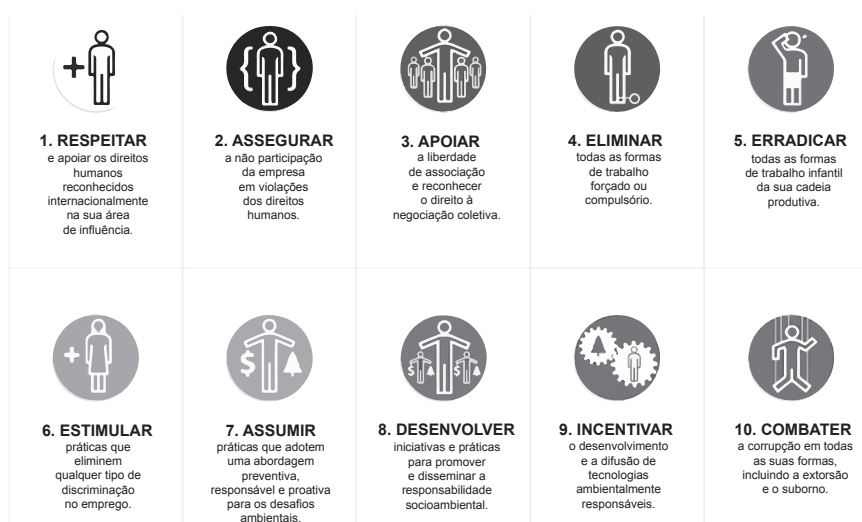 1. RESPEITAR
e apoiar os direitos
humanos
reconhecidos
internacionalmente
na sua área
de influência.
2. ASSEGURAR
a não participação
da empresa
em violações
dos direitos
humanos.
3. APOIAR
a liberdade
de associação
e reconhecer
o direito à
negociação coletiva.
4. ELIMINAR
todas as formas
de trabalho
forçado ou
compulsório.
5. ERRADICAR
todas as formas
de trabalho infantil
da sua cadeia
produtiva.
6. ESTIMULAR
práticas que
eliminem
qualquer tipo de
discriminação
no emprego.
7. ASSUMIR
práticas que adotem
uma abordagem
preventiva,
responsável e proativa
para os desafios
ambientais.
8. DESENVOLVER
iniciativas e práticas
para promover
e disseminar a
responsabilidade
socioambiental.
9. INCENTIVAR
o desenvolvimento
e a difusão de
tecnologias
ambientalmente
responsáveis.
10. COMBATER
a corrupção em todas
as suas formas,
incluindo a extorsão
e o suborno.